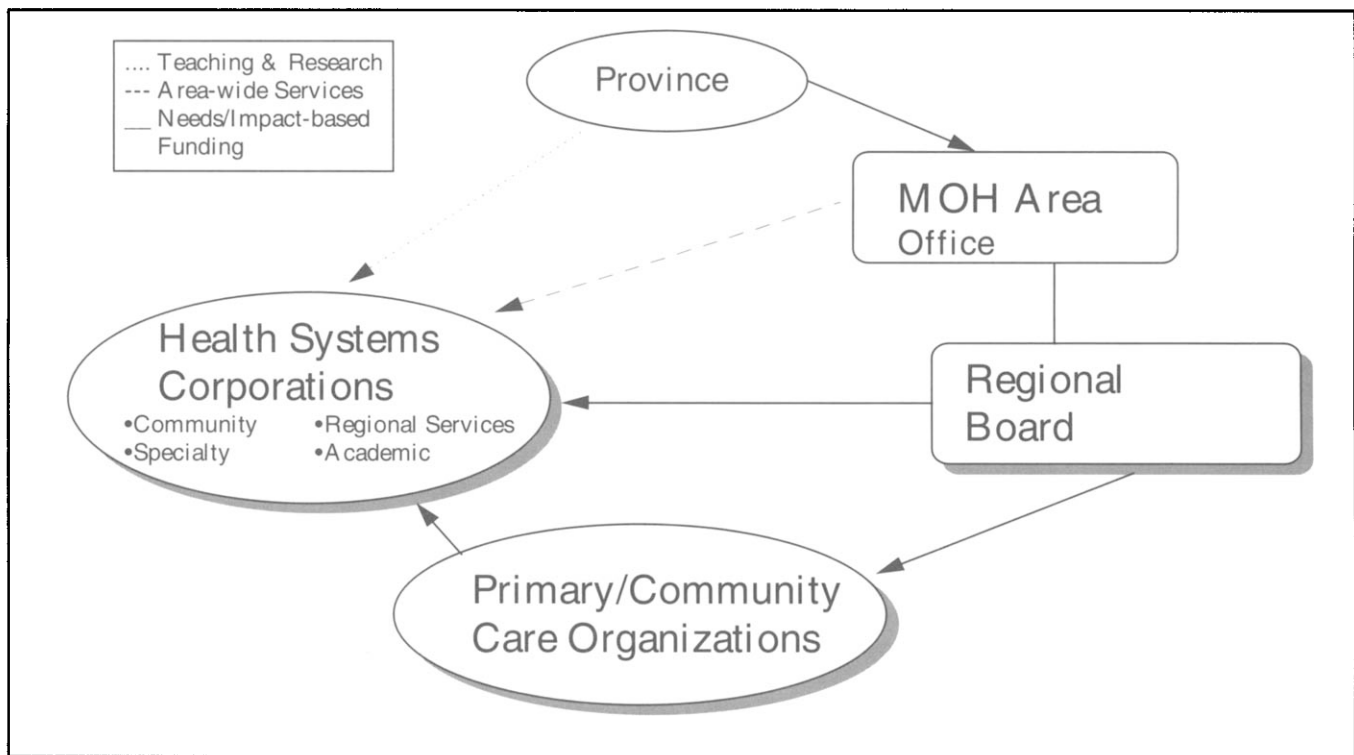 .... Teaching & Research
--- Area-wide Services
__ Needs/Impact-based
Funding
Province
MOH Area
Office
Health Systems
Corporations
•Community •Regional Services
•Specialty •Academic
Regional
Board
Primary/Community
Care Organizations